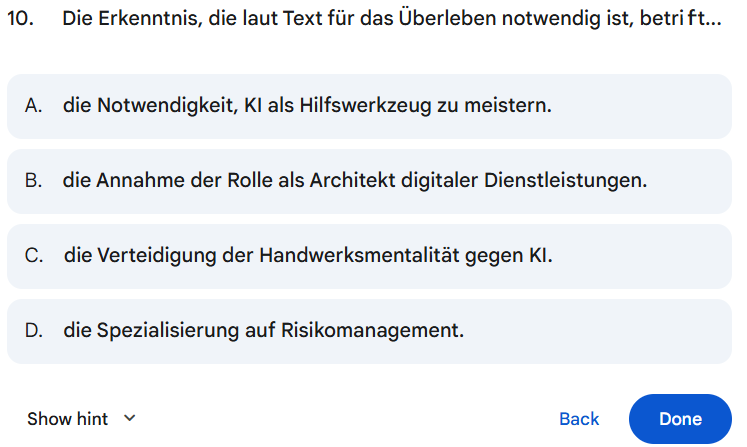 10. Die Erkenntnis, die laut Text für das Überleben notwendig ist, betrifft...
A. die Notwendigkeit, KI als Hilfswerkzeug zu meistern.
B. die Annahme der Rolle als Architekt digitaler Dienstleistungen.
C. die Verteidigung der Handwerksmentalität gegen KI.
D. die Spezialisierung auf Risikomanagement.
Show hint
Back
Done